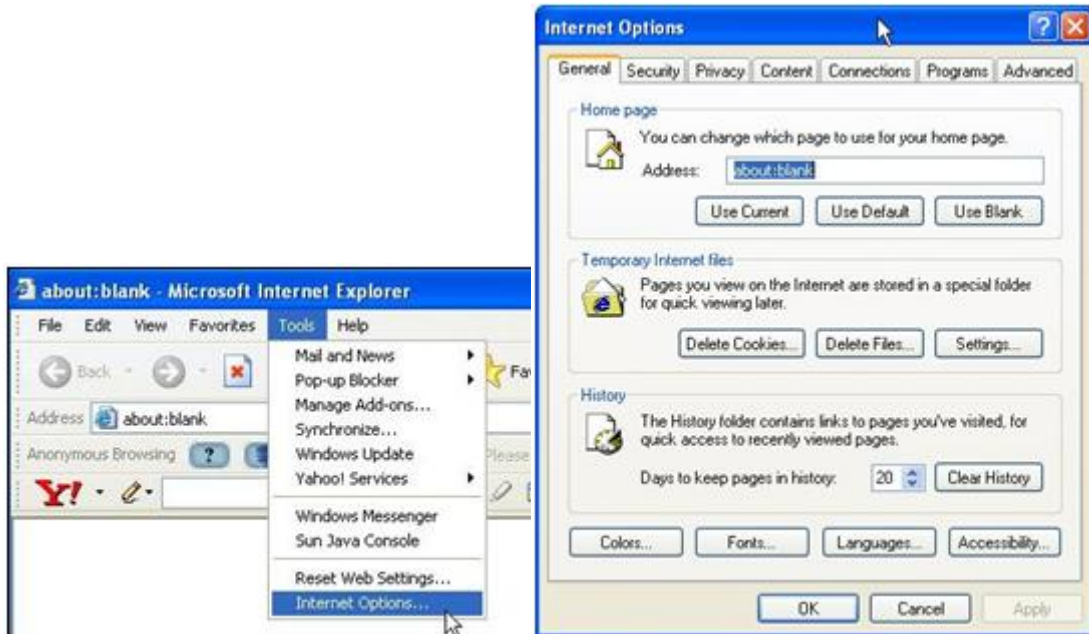 about:blank - Microsoft Internet Explorer
File Edit View Favorites Tools Help
Back
Address about:blank
Anonymous Browsing ? Please
Y!
Mail and News
Pop-up Blocker
Manage Add-ons...
Synchronize...
Windows Update
Yahoo! Services
Windows Messenger
Sun Java Console
Reset Web Settings...
Internet Options...
Fa
Internet Options
General Security Privacy Content Connections Programs Advanced
Home page
You can change which page to use for your home page.
Address: about:blank
Use Current Use Default Use Blank
Temporary Internet files
Pages you view on the Internet are stored in a special folder
for quick viewing later.
Delete Cookies... Delete Files... Settings...
History
The History folder contains links to pages you've visited, for
quick access to recently viewed pages.
Days to keep pages in history: 20 Clear History
Colors... Fonts... Languages... Accessibility...
OK Cancel Apply